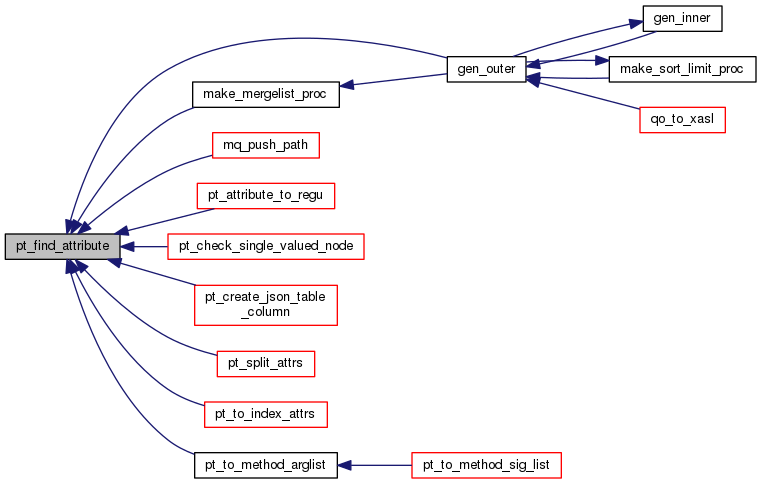 gen_inner
gen_outer
make_sort_limit_proc
make_mergelist_proc
qo_to_xasl
mq_push_path
pt_attribute_to_regu
pt_find_attribute
pt_check_single_valued_node
pt_create_json_table
_column
pt_split_attrs
pt_to_index_attrs
pt_to_method_arglist
pt_to_method_sig_list